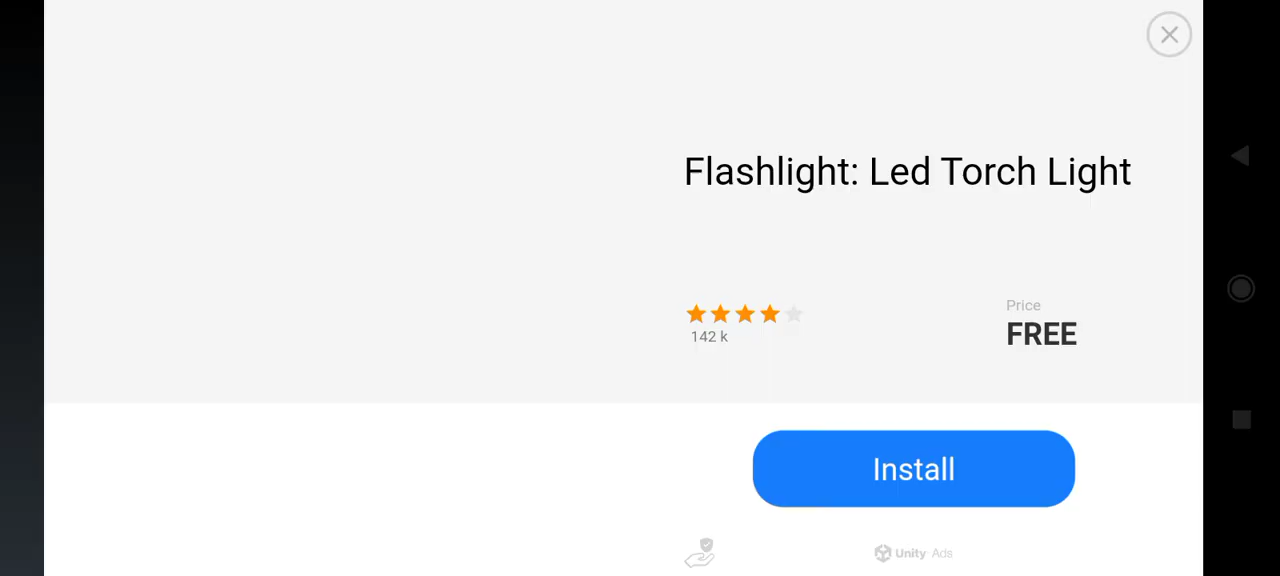 Flashlight: Led Torch Light
142 k
Price
FREE
Install
Unity Ads